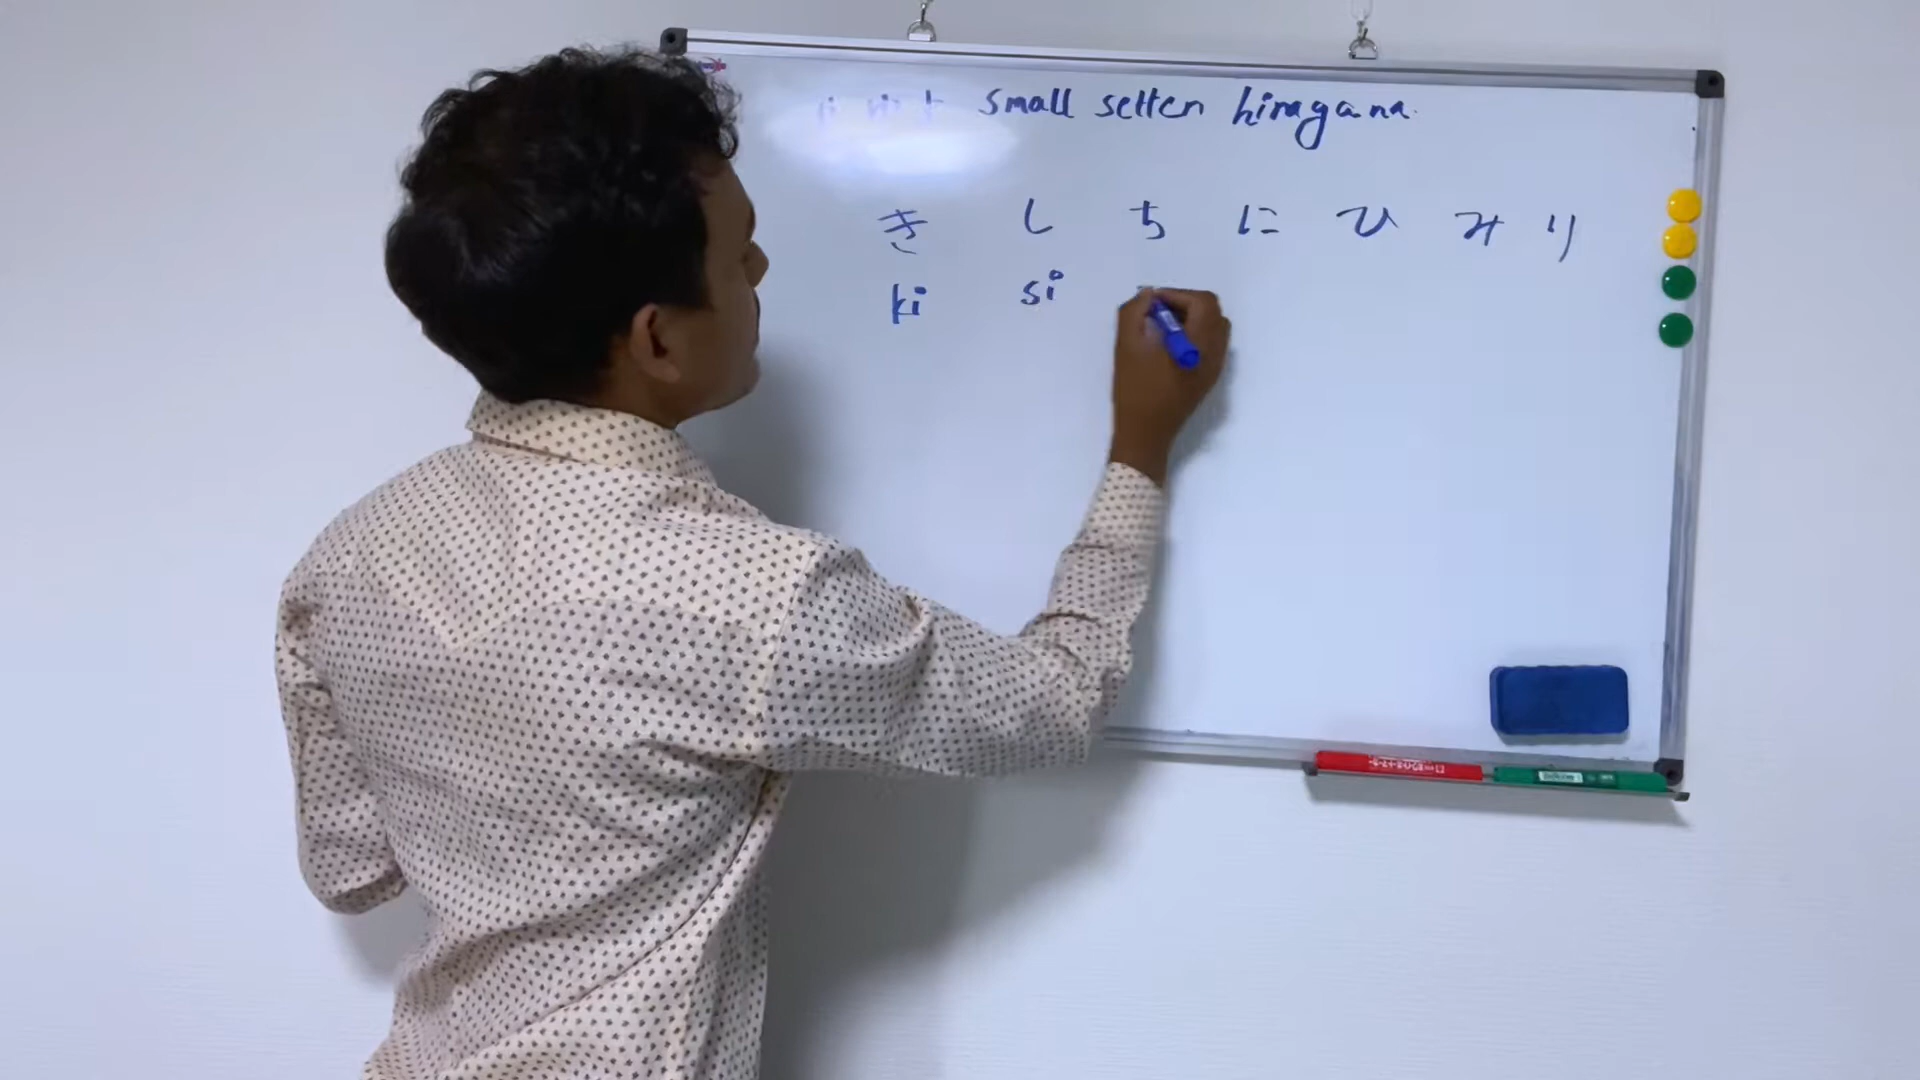 small setten hiragana.
き し ち に ひ み り
ki si